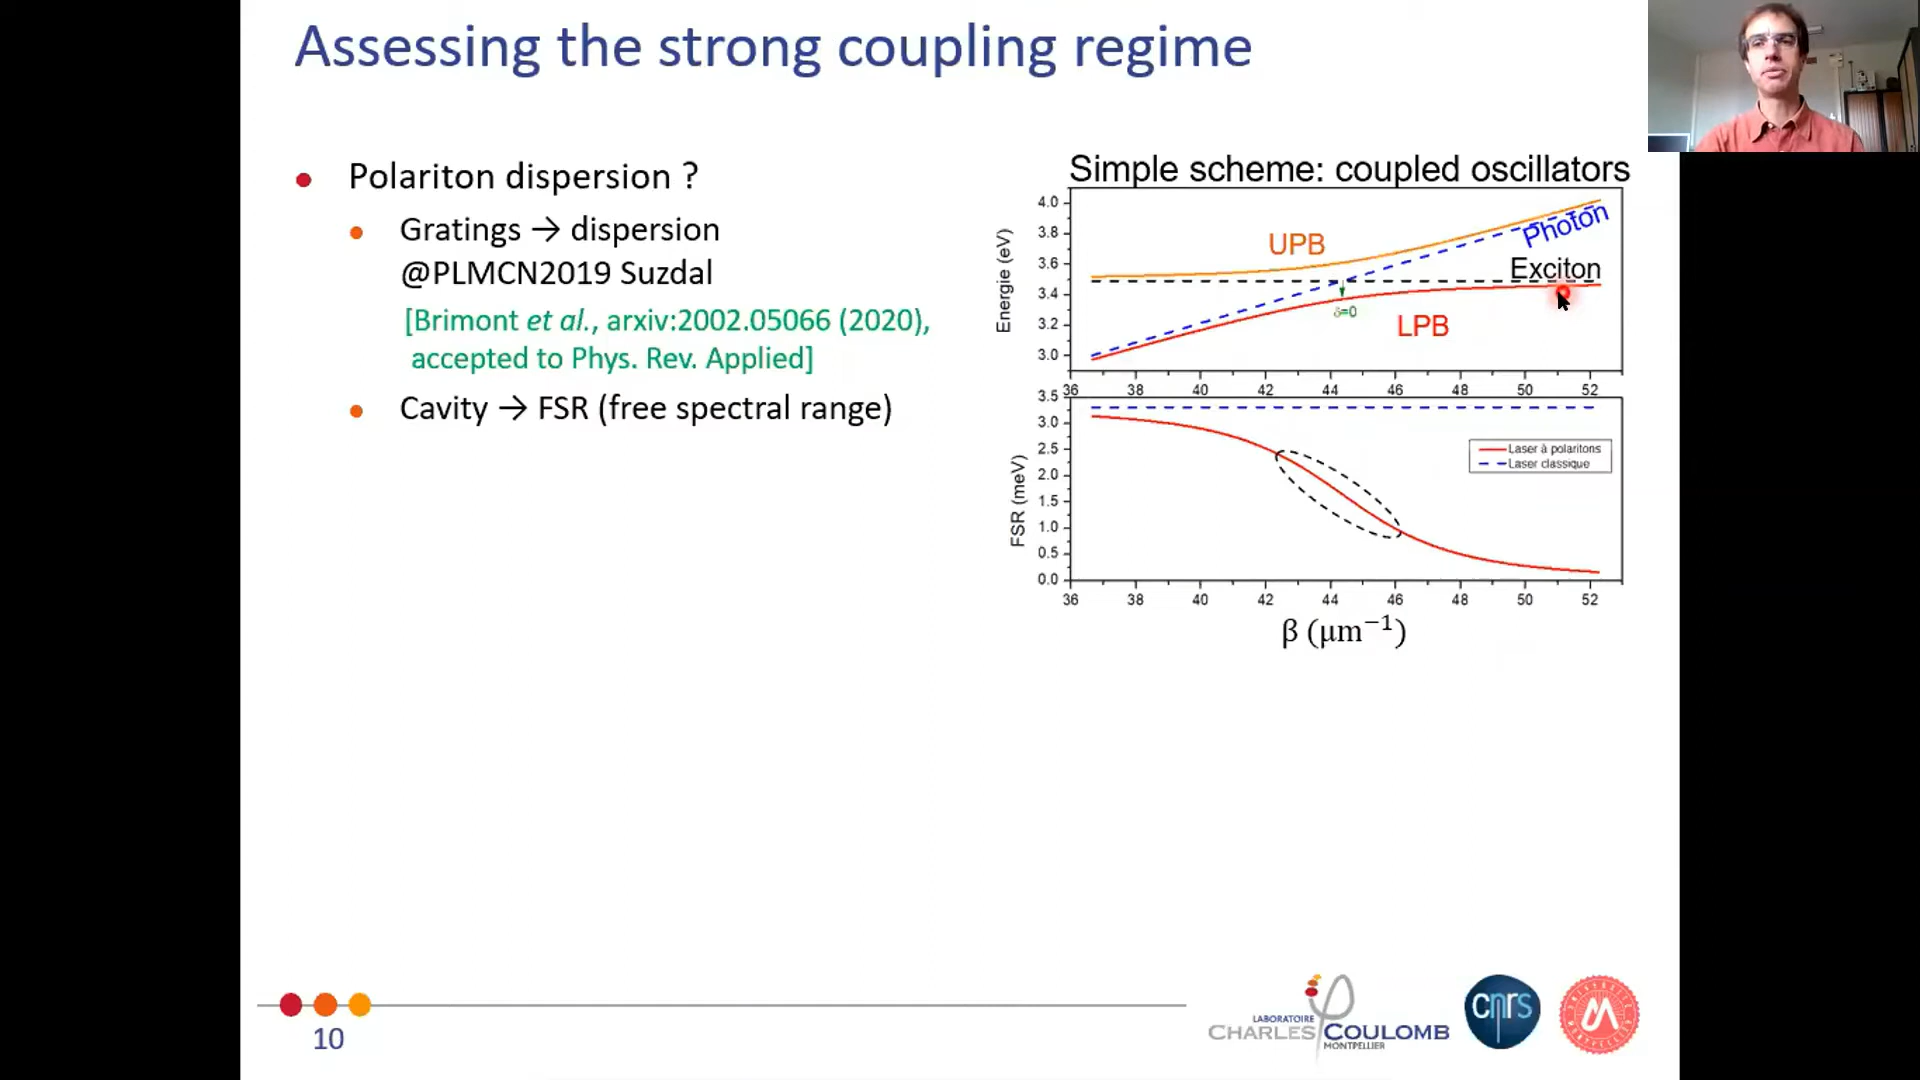 Assessing the strong coupling regime
Polariton dispersion ?
Gratings → dispersion
@PLMCN2019 Suzdal
[Brimont et al., arxiv:2002.05066 (2020),
accepted to Phys. Rev. Applied]
Cavity → FSR (free spectral range)
Simple scheme: coupled oscillators
Energie (eV)
4.0
3.8
3.6
3.4
3.2
3.0
UPB
Photon
Exciton
δ=0
LPB
36 38 40 42 44 46 48 50 52
FSR (meV)
3.5
3.0
2.5
2.0
1.5
1.0
0.5
0.0
Laser à polaritons
Laser classique
36 38 40 42 44 46 48 50 52
β (μm⁻¹)
10
LABORATOIRE
CHARLES COULOMB
MONTPELLIER
cnrs